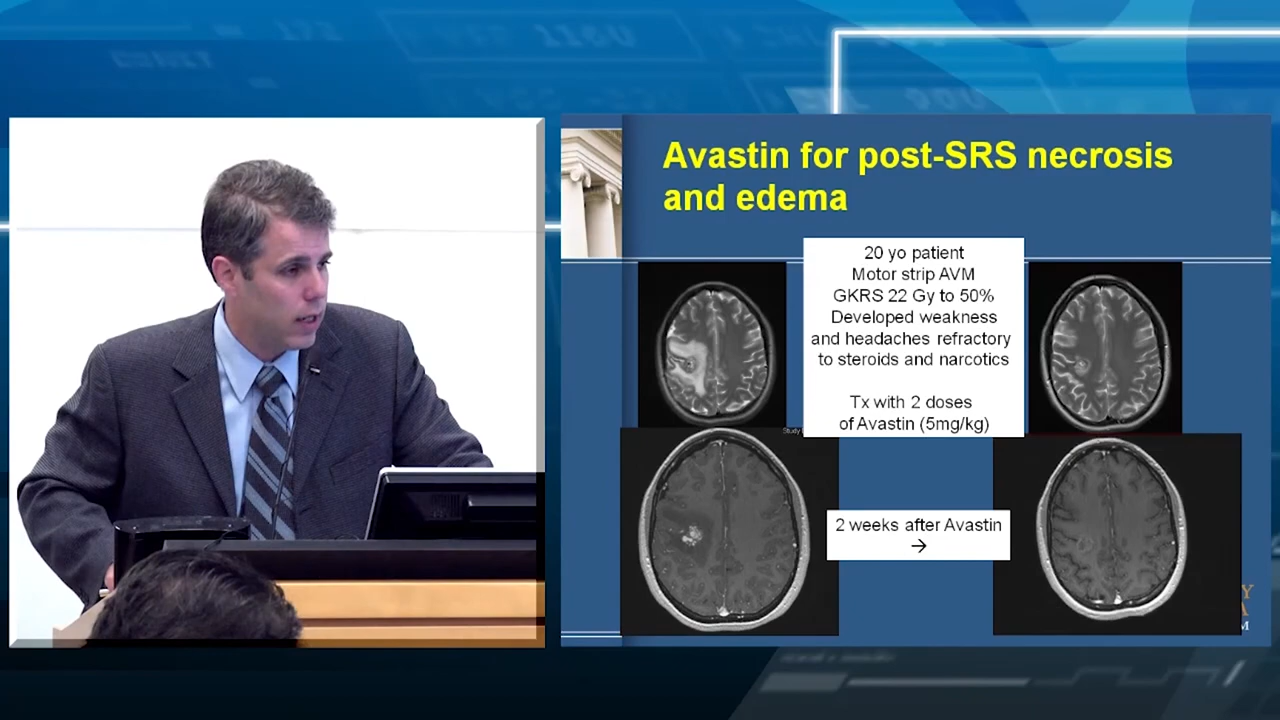 Avastin for post-SRS necrosis
and edema
20 yo patient
Motor strip AVM
GKRS 22 Gy to 50%
Developed weakness
and headaches refractory
to steroids and narcotics
Tx with 2 doses
of Avastin (5mg/kg)
Study
2 weeks after Avastin
→
Y
A
M